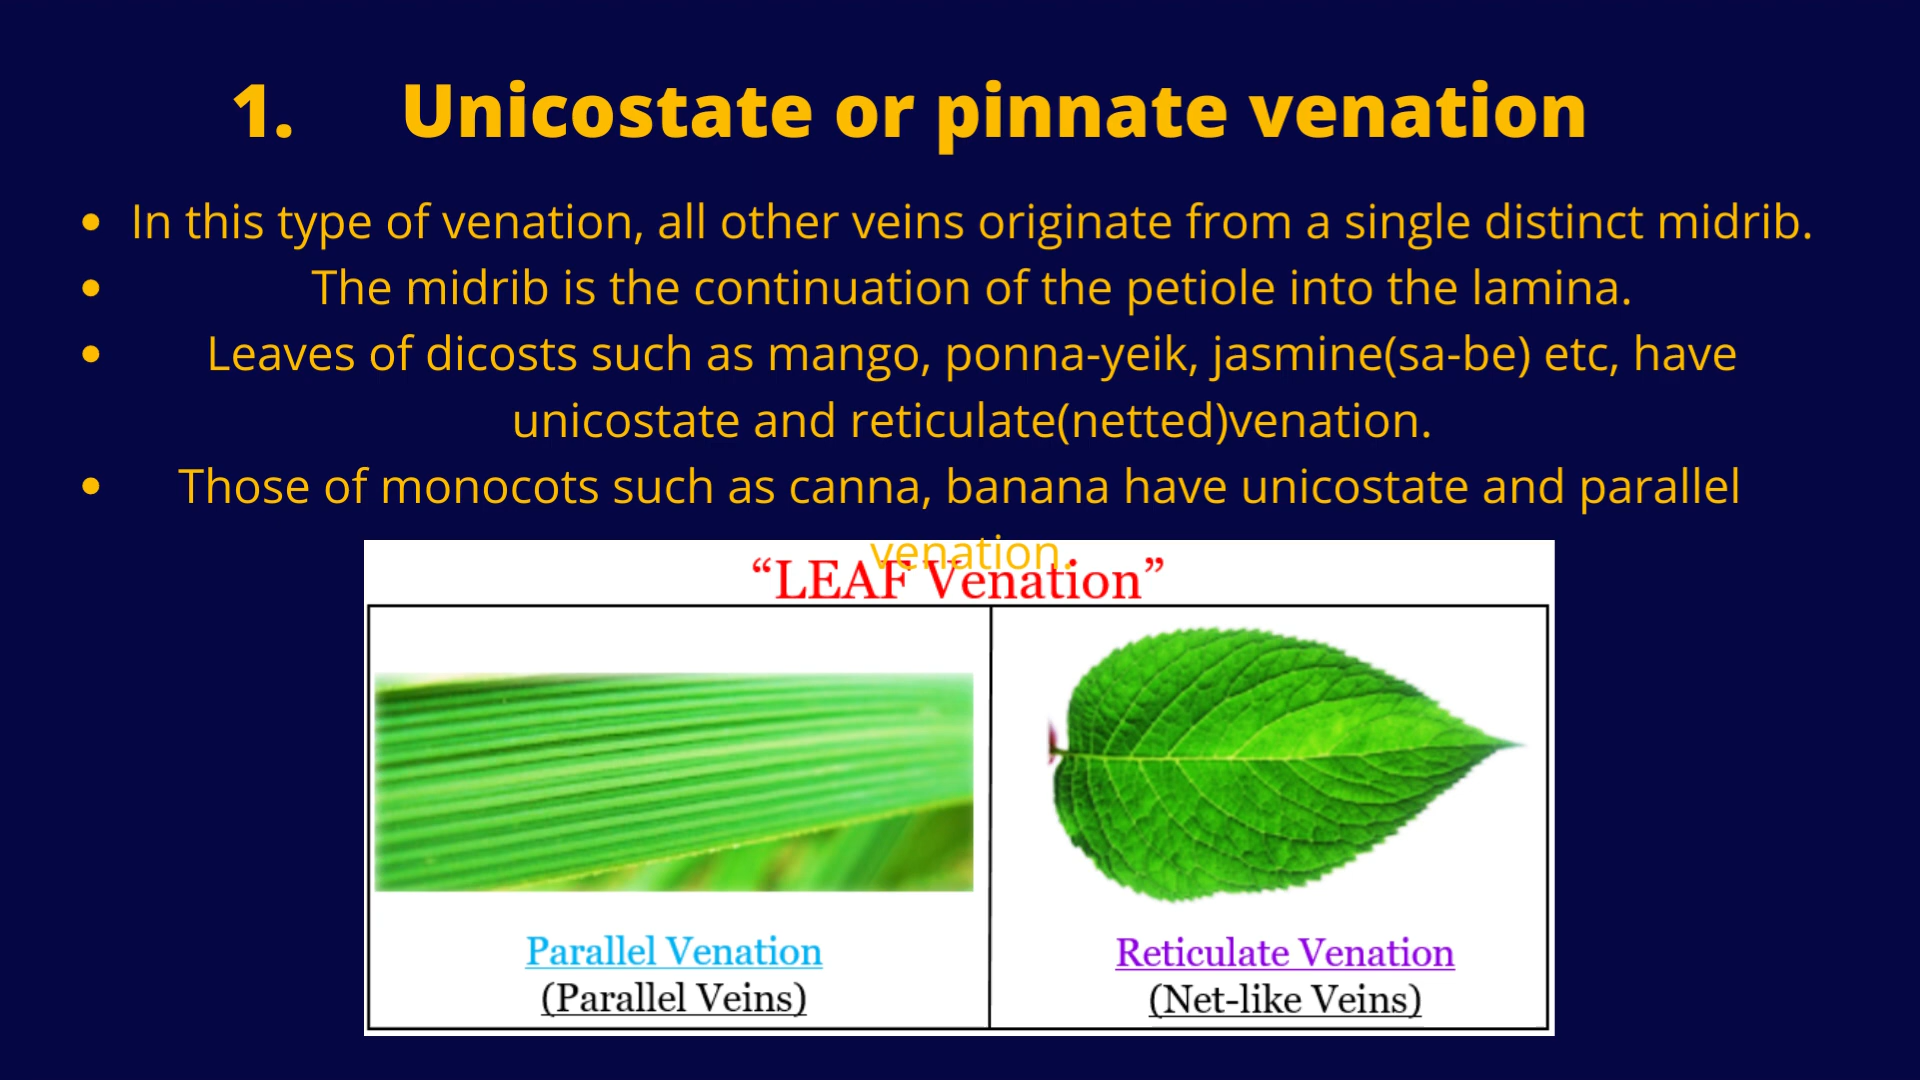 1. Unicostate or pinnate venation
• In this type of venation, all other veins originate from a single distinct midrib.
• The midrib is the continuation of the petiole into the lamina.
• Leaves of dicosts such as mango, ponna-yeik, jasmine(sa-be) etc, have
unicostate and reticulate(netted)venation.
• Those of monocots such as canna, banana have unicostate and parallel
venation.
“LEAF Venation”
Parallel Venation
(Parallel Veins)
Reticulate Venation
(Net-like Veins)